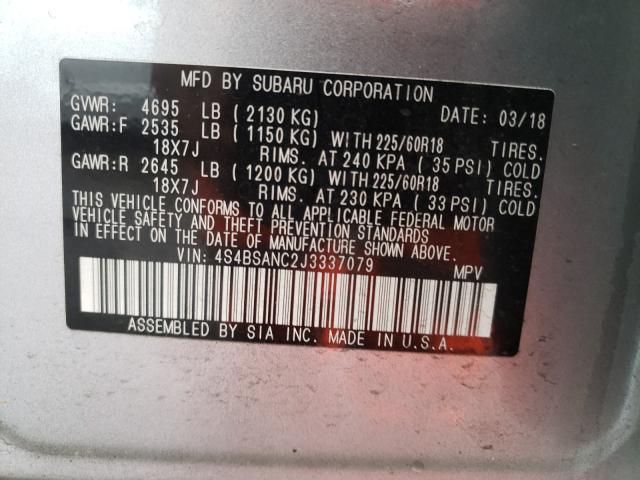 MFD BY SUBARU CORPORATION
GVWR: 4695 LB ( 2130 KG) DATE: 03/18
GAWR:F 2535 LB ( 1150 KG) WITH 225/60R18 TIRES.
18X7J RIMS. AT 240 KPA ( 35 PSI) COLD
GAWR:R 2645 LB ( 1200 KG) WITH 225/60R18 TIRES.
18X7J RIMS. AT 230 KPA ( 33 PSI) COLD
THIS VEHICLE CONFORMS TO ALL APPLICABLE FEDERAL MOTOR
VEHICLE SAFETY AND THEFT PREVENTION STANDARDS
IN EFFECT ON THE DATE OF MANUFACTURE SHOWN ABOVE.
VIN: 4S4BSANC2J3337079 MPV
ASSEMBLED BY SIA INC. MADE IN U.S.A.